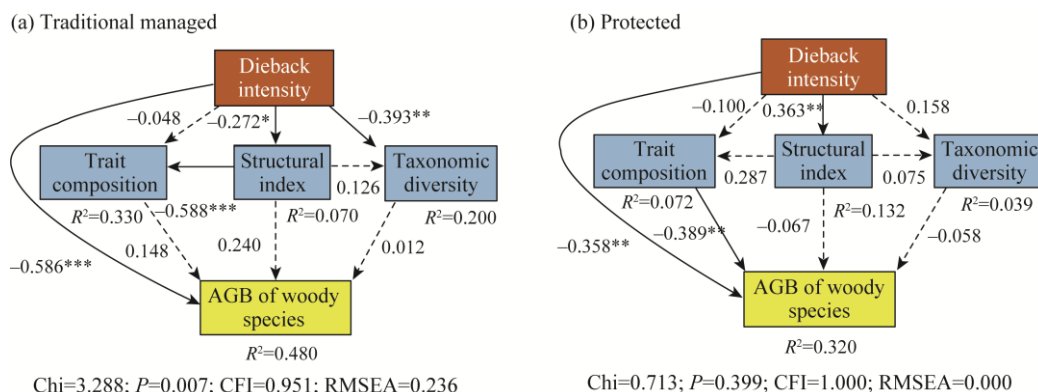 (a) Traditional managed
Dieback
intensity
–0.048
–0.272*
–0.393**
Trait
composition
Structural
index
Taxonomic
diversity
0.126
R²=0.330
–0.588***
R²=0.070
R²=0.200
0.148
0.240
0.012
–0.586***
AGB of woody
species
R²=0.480
Chi=3.288; P=0.007; CFI=0.951; RMSEA=0.236
(b) Protected
Dieback
intensity
–0.100
0.363**
0.158
Trait
composition
Structural
index
Taxonomic
diversity
0.287
0.075
R²=0.072
R²=0.132
R²=0.039
–0.389**
–0.067
–0.058
–0.358**
AGB of woody
species
R²=0.320
Chi=0.713; P=0.399; CFI=1.000; RMSEA=0.000